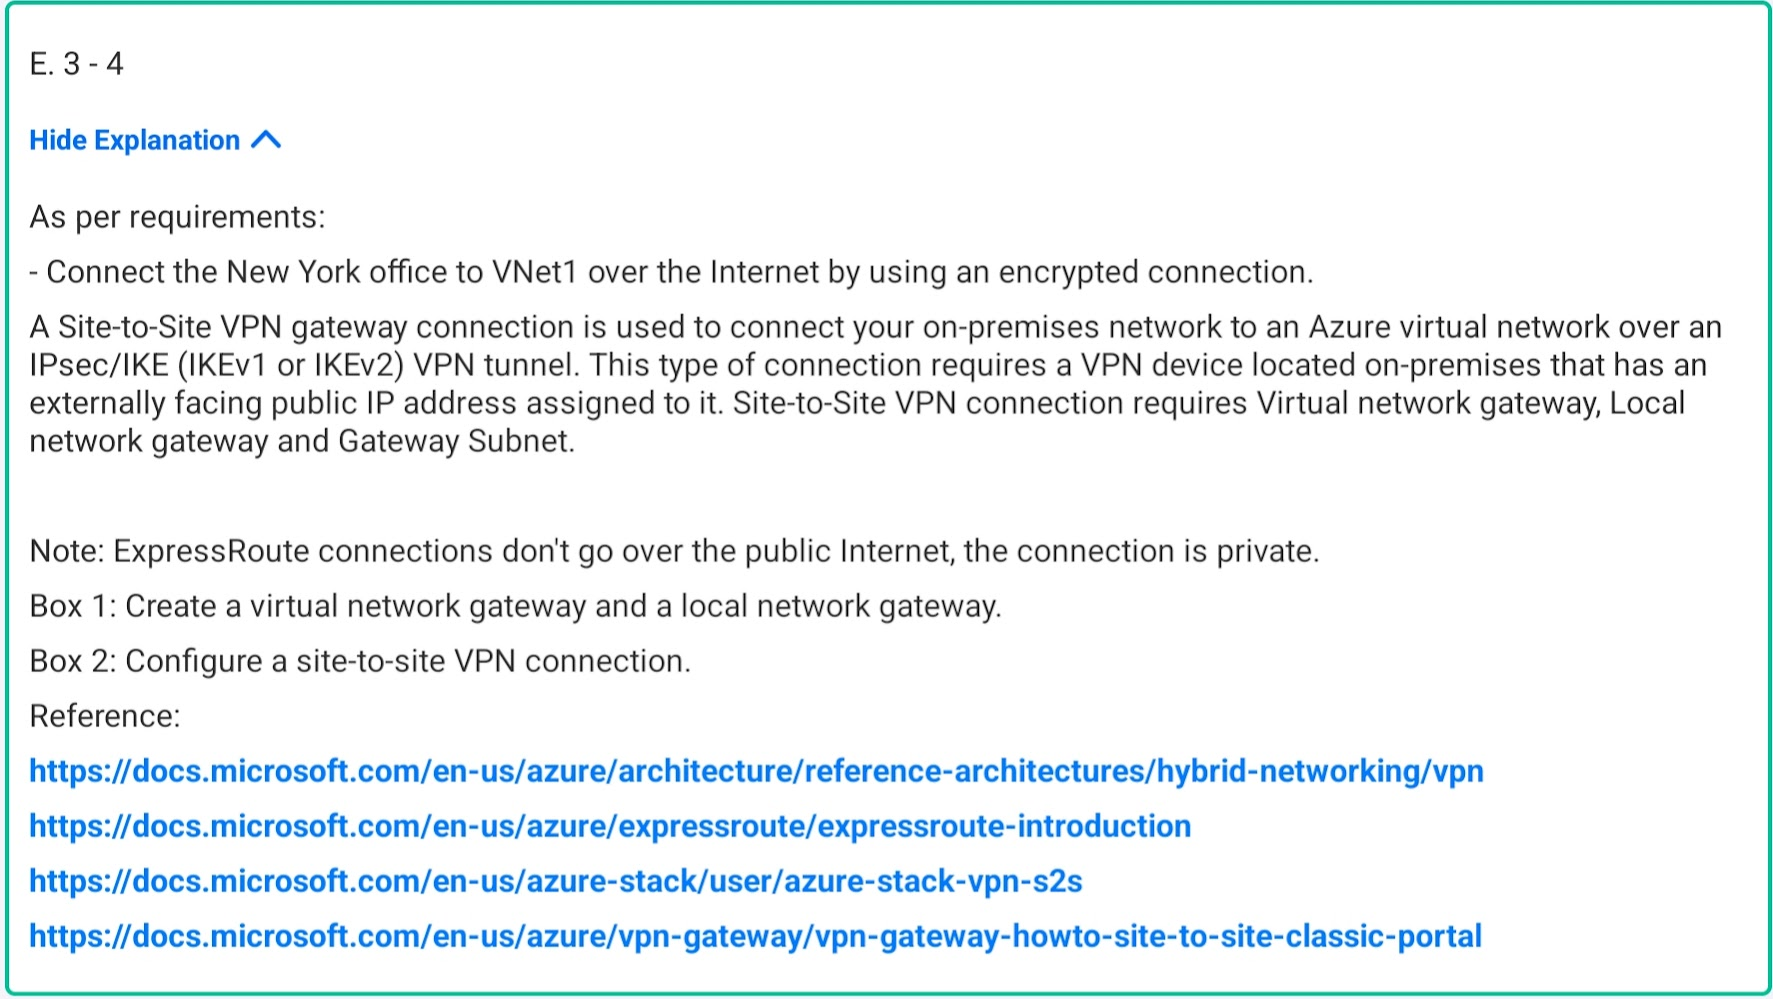 E. 3 - 4
Hide Explanation
As per requirements:
- Connect the New York office to VNet1 over the Internet by using an encrypted connection.
A Site-to-Site VPN gateway connection is used to connect your on-premises network to an Azure virtual network over an
IPsec/IKE (IKEv1 or IKEv2) VPN tunnel. This type of connection requires a VPN device located on-premises that has an
externally facing public IP address assigned to it. Site-to-Site VPN connection requires Virtual network gateway, Local
network gateway and Gateway Subnet.
Note: ExpressRoute connections don't go over the public Internet, the connection is private.
Box 1: Create a virtual network gateway and a local network gateway.
Box 2: Configure a site-to-site VPN connection.
Reference:
https://docs.microsoft.com/en-us/azure/architecture/reference-architectures/hybrid-networking/vpn
https://docs.microsoft.com/en-us/azure/expressroute/expressroute-introduction
https://docs.microsoft.com/en-us/azure-stack/user/azure-stack-vpn-s2s
https://docs.microsoft.com/en-us/azure/vpn-gateway/vpn-gateway-howto-site-to-site-classic-portal